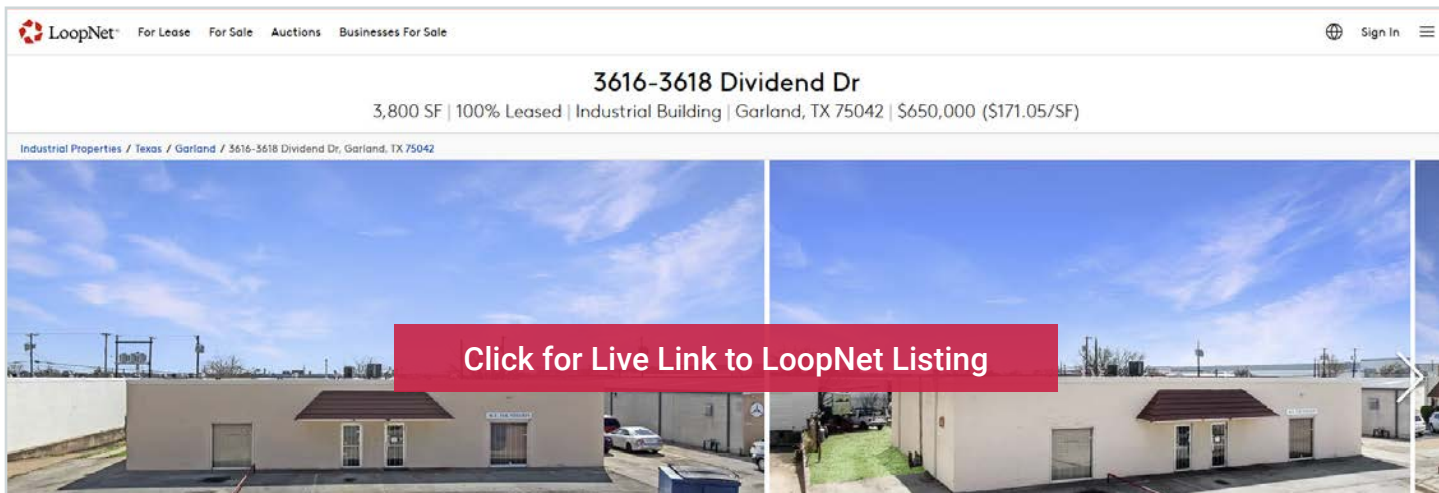 LoopNet™ For Lease For Sale Auctions Businesses For Sale Sign In
3616-3618 Dividend Dr
3,800 SF | 100% Leased | Industrial Building | Garland, TX 75042 | $650,000 ($171.05/SF)
Industrial Properties / Texas / Garland / 3616-3618 Dividend Dr, Garland, TX 75042
Click for Live Link to LoopNet Listing